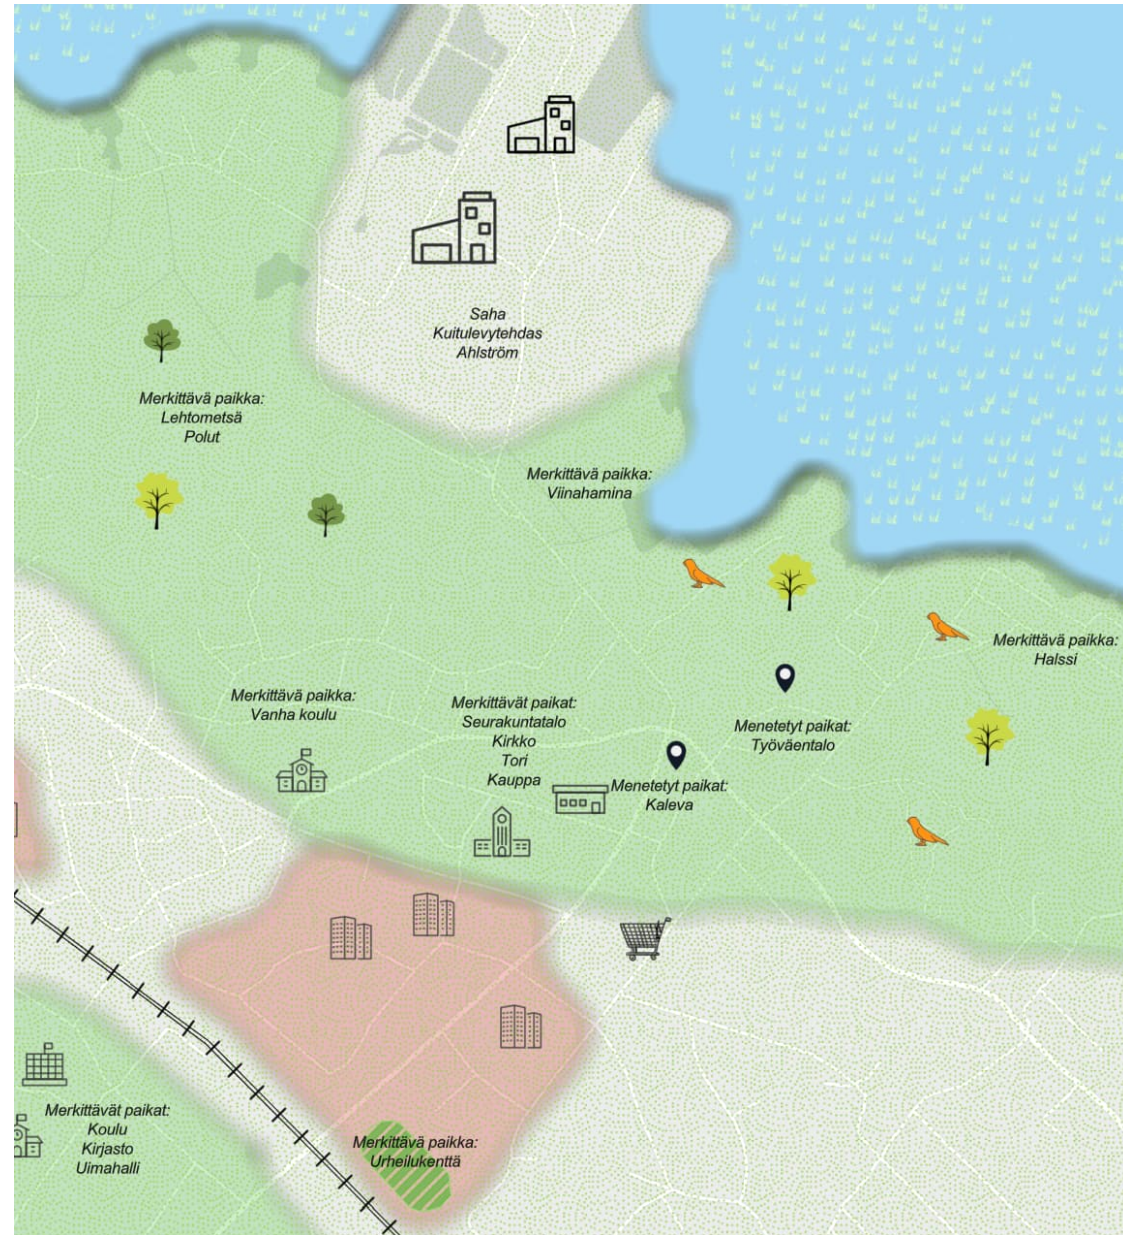 Saha
Kuitulevytehdas
Ahlström
Merkittävä paikka:
Lehtometsä
Polut
Merkittävä paikka:
Viinahamina
Merkittävä paikka:
Halssi
Merkittävä paikka:
Vanha koulu
Merkittävät paikat:
Seurakuntatalo
Kirkko
Tori
Kauppa
Menetetyt paikat:
Työväentalo
Menetetyt paikat:
Kaleva
Merkittävät paikat:
Koulu
Kirjasto
Uimahalli
Merkittävä paikka:
Urheilukenttä